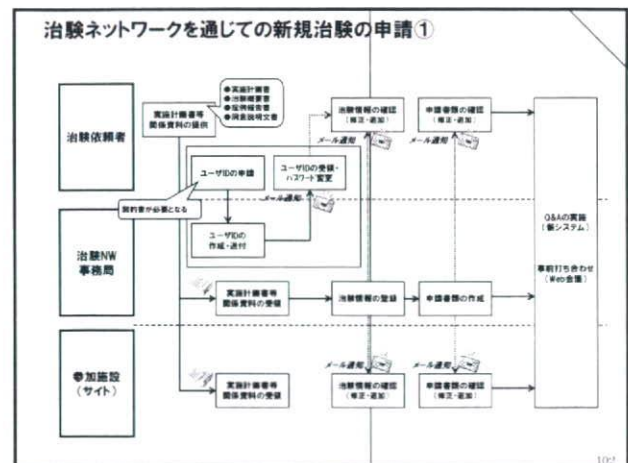 治験ネットワークを通じての新規治験の申請①
治験依頼者
実施計画書等
関係資料の提供
●実施計画書
●治験概要書
●症例報告書
●同意説明文書
治験情報の確認
(修正・追加)
申請書類の確認
(修正・追加)
メール通知
メール通知
ユーザIDの申請
ユーザIDの受領・
パスワード変更
契約書が必要となる
メール通知
ユーザIDの
作成・送付
治験NW
事務局
Q&Aの実施
(仮システム)
事前打ち合わせ
(Web会議)
実施計画書等
関係資料の受領
治験情報の登録
申請書類の作成
メール通知
メール通知
参加施設
(サイト)
実施計画書等
関係資料の受領
治験情報の確認
(修正・追加)
申請書類の確認
(修正・追加)